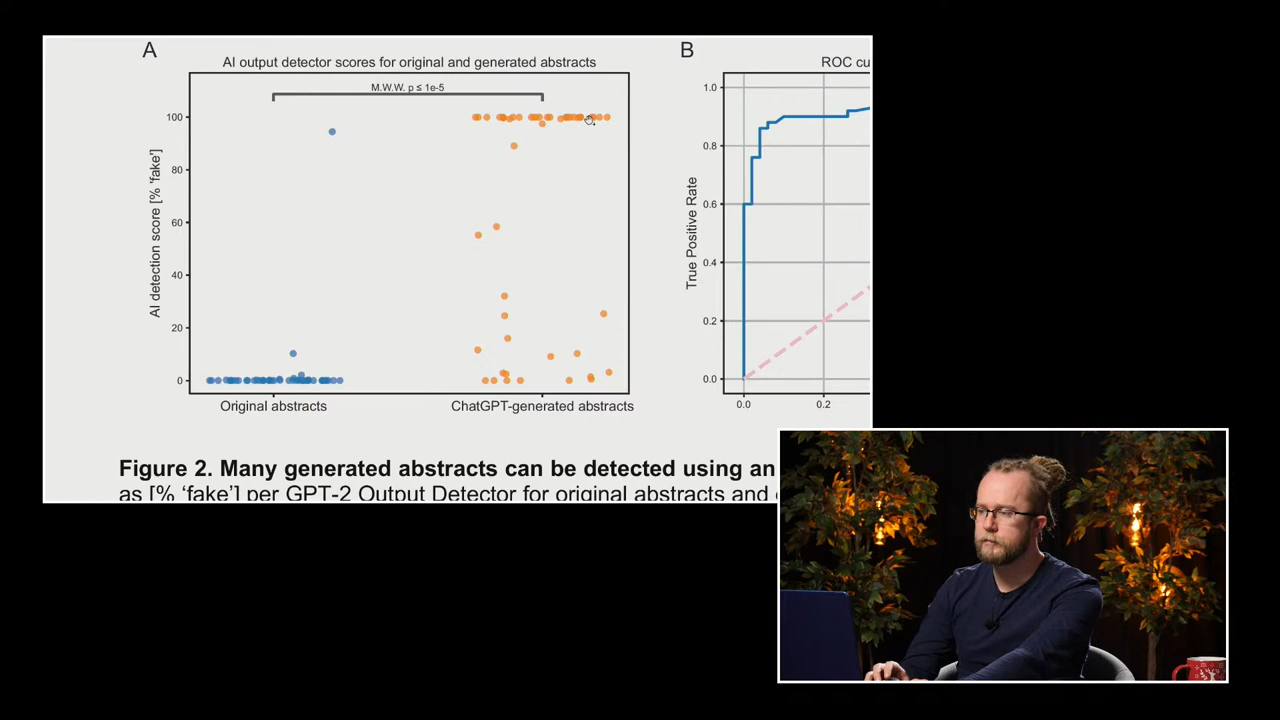 A
AI output detector scores for original and generated abstracts
M.W.W. p ≤ 1e-5
100
80
60
40
20
0
AI detection score [% 'fake']
Original abstracts
ChatGPT-generated abstracts
B
ROC cu
1.0
0.8
0.6
0.4
0.2
0.0
True Positive Rate
0.0
0.2
Figure 2. Many generated abstracts can be detected using an
as [% 'fake'] per GPT-2 Output Detector for original abstracts and